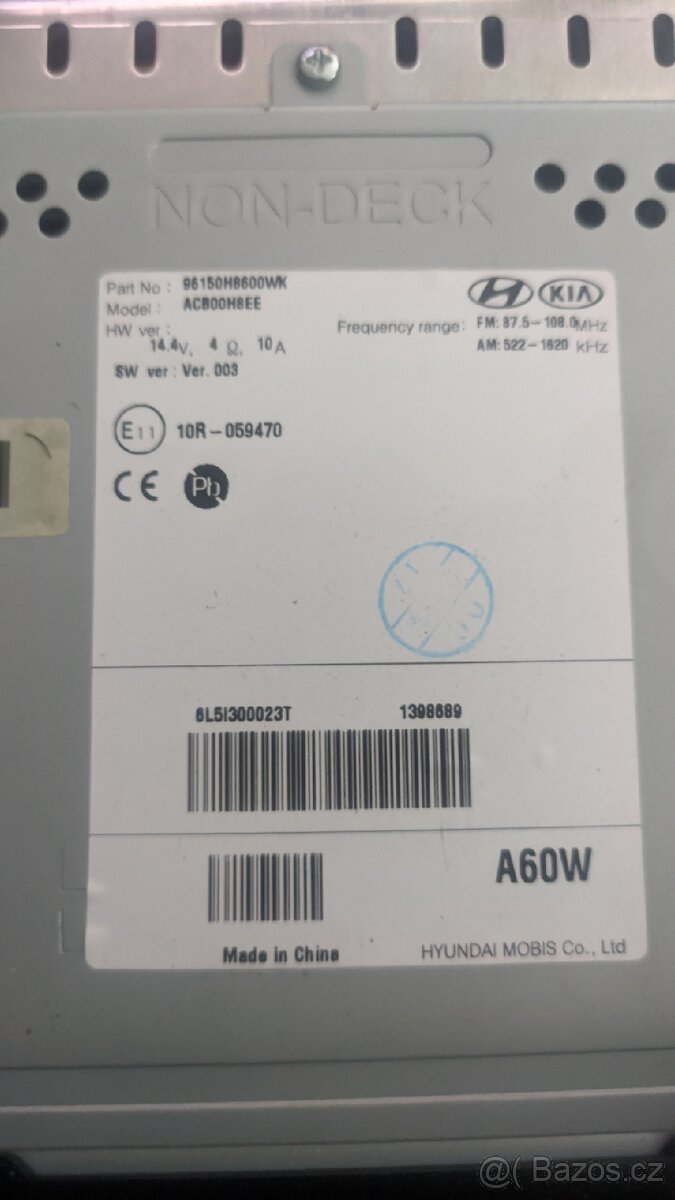 NON-DECK
Part No : 96150H8600WK
Model : ACB00H8EE
HW ver :
14.4V, 4 Ω, 10A
SW ver : Ver. 003
KIA
Frequency range: FM: 87.5-108.0MHz
AM: 522-1620 kHz
E11 10R-059470
CE Pb
6L5I300023T 1398689
A60W
Made in China
HYUNDAI MOBIS Co., Ltd
@( Bazoš.cz